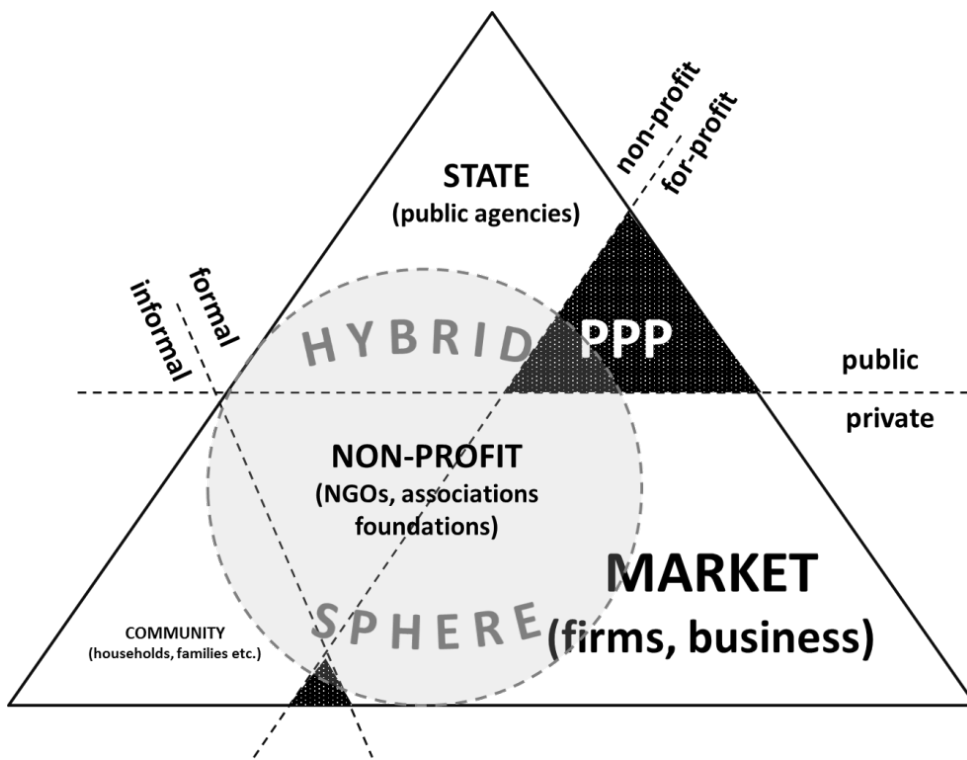 non-profit
for-profit
STATE
(public agencies)
formal
informal
HYBRID
PPP
public
private
NON-PROFIT
(NGOs, associations
foundations)
MARKET
(firms, business)
SPHERE
COMMUNITY
(households, families etc.)